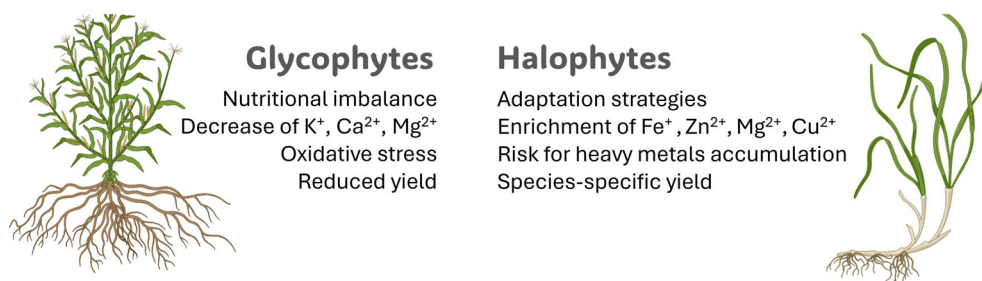 Glycophytes
Nutritional imbalance
Decrease of K⁺, Ca²⁺, Mg²⁺
Oxidative stress
Reduced yield
Halophytes
Adaptation strategies
Enrichment of Fe⁺ , Zn²⁺, Mg²⁺, Cu²⁺
Risk for heavy metals accumulation
Species-specific yield